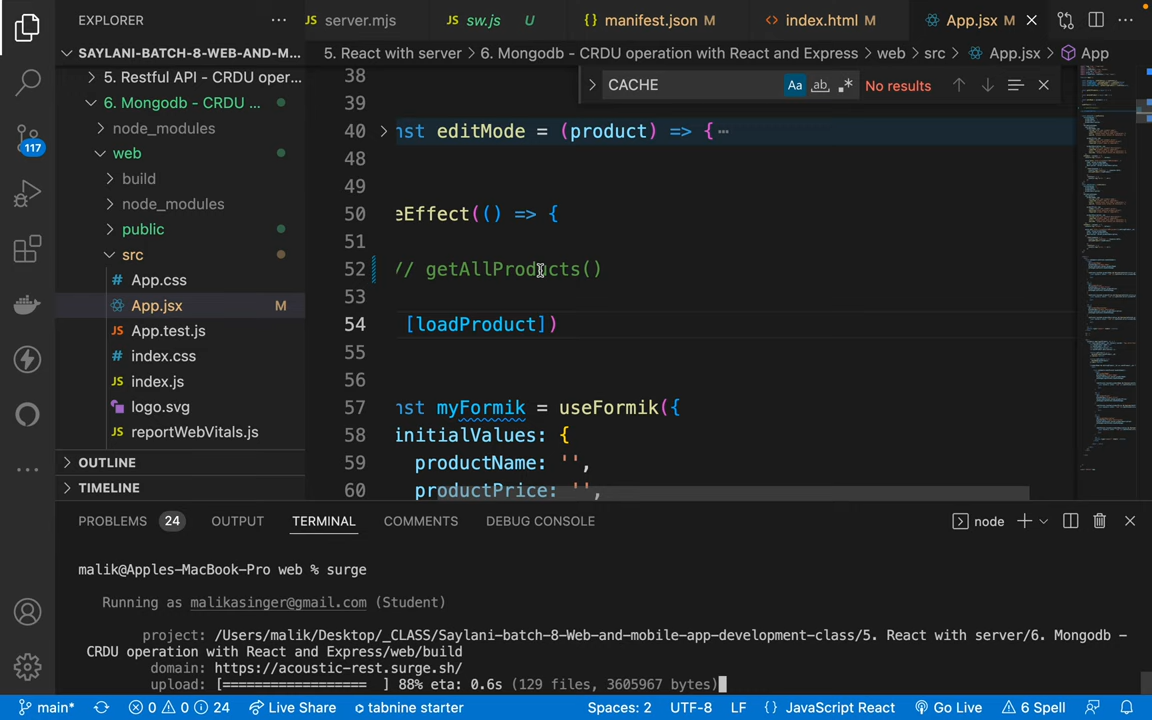 EXPLORER
server.mjs
sw.js U
manifest.json M
index.html M
App.jsx M
SAYLANI-BATCH-8-WEB-AND-M...
5. React with server > 6. Mongodb - CRDU operation with React and Express > web > src > App.jsx > App
5. Restful API - CRDU oper...
6. Mongodb - CRDU ...
node_modules
web
build
node_modules
public
src
App.css
App.jsx M
App.test.js
index.css
index.js
logo.svg
reportWebVitals.js
OUTLINE
TIMELINE
117
CACHE
Aa ab .*
No results
38
39
40 nst editMode = (product) => {
48
49
50 eEffect(() => {
51
52 // getAllProducts()
53
54 [loadProduct])
55
56
57 nst myFormik = useFormik({
58 initialValues: {
59 productName: '',
60 productPrice: '',
PROBLEMS 24 OUTPUT TERMINAL COMMENTS DEBUG CONSOLE
node
malik@Apples-MacBook-Pro web % surge
Running as malikasinger@gmail.com (Student)
project: /Users/malik/Desktop/_CLASS/Saylani-batch-8-Web-and-mobile-app-development-class/5. React with server/6. Mongodb -
CRDU operation with React and Express/web/build
domain: https://acoustic-rest.surge.sh/
upload: [================== ] 88% eta: 0.6s (129 files, 3605967 bytes)
main* 0 0 24 Live Share tabnine starter Spaces: 2 UTF-8 LF {} JavaScript React Go Live 6 Spell